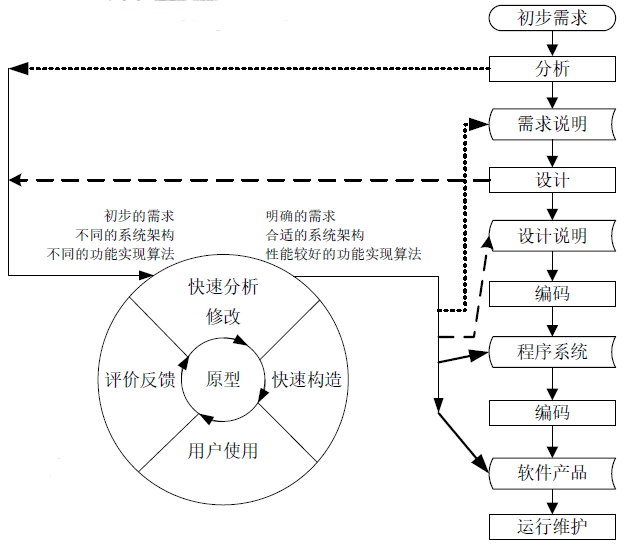 初步需求
分析
需求说明
设计
初步的需求
不同的系统架构
不同的功能实现算法
明确的需求
合适的系统架构
性能较好的功能实现算法
设计说明
快速分析
修改
编码
评价反馈
原型
快速构造
程序系统
用户使用
编码
软件产品
运行维护